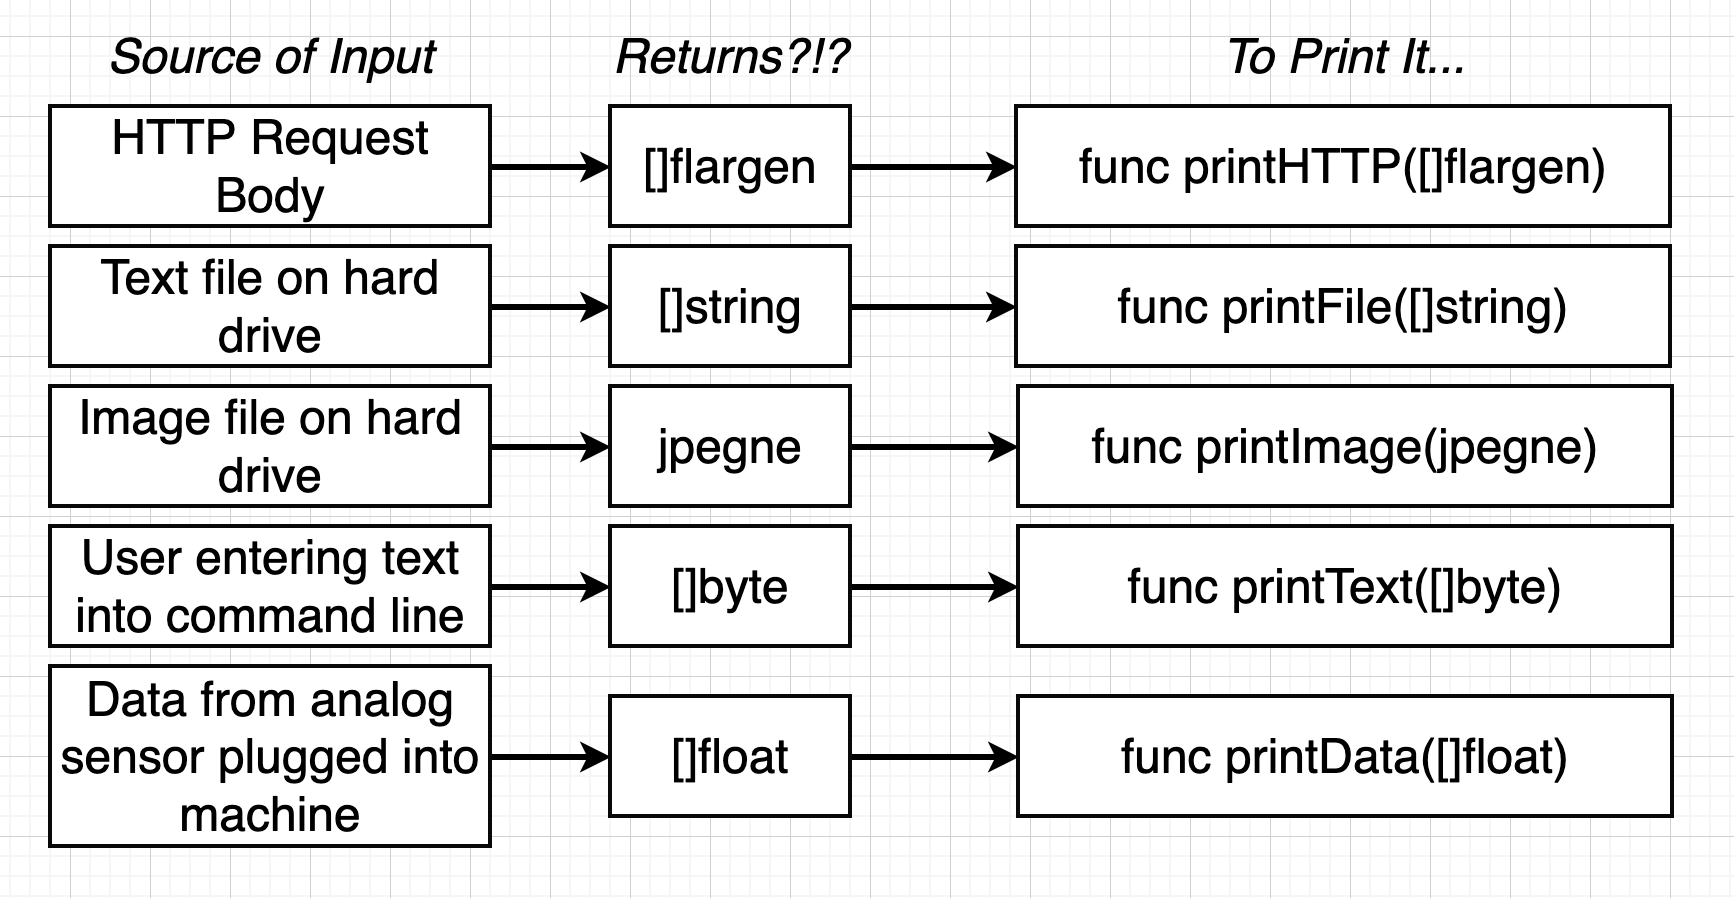 Source of Input
Returns?!?
To Print It...
HTTP Request
Body
[]flargen
func printHTTP([]flargen)
Text file on hard
drive
[]string
func printFile([]string)
Image file on hard
drive
jpegne
func printImage(jpegne)
User entering text
into command line
[]byte
func printText([]byte)
Data from analog
sensor plugged into
machine
[]float
func printData([]float)